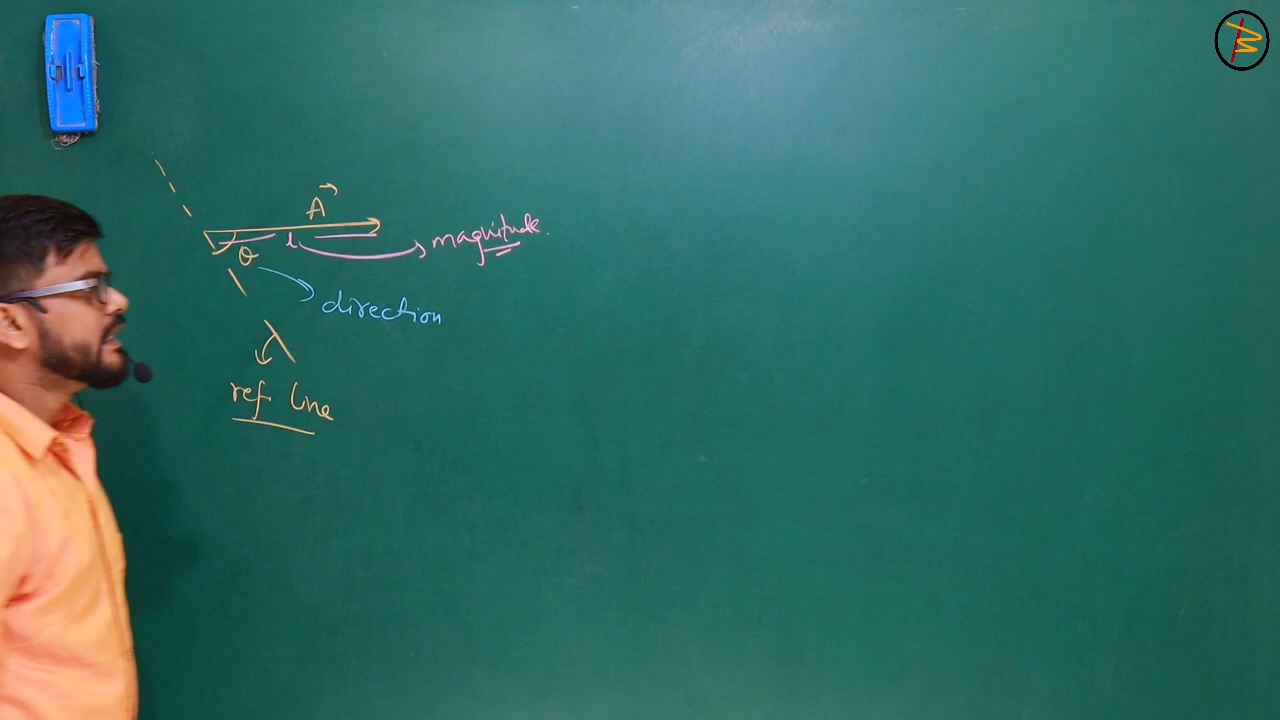 A
l magnitude.
θ
direction
ref line